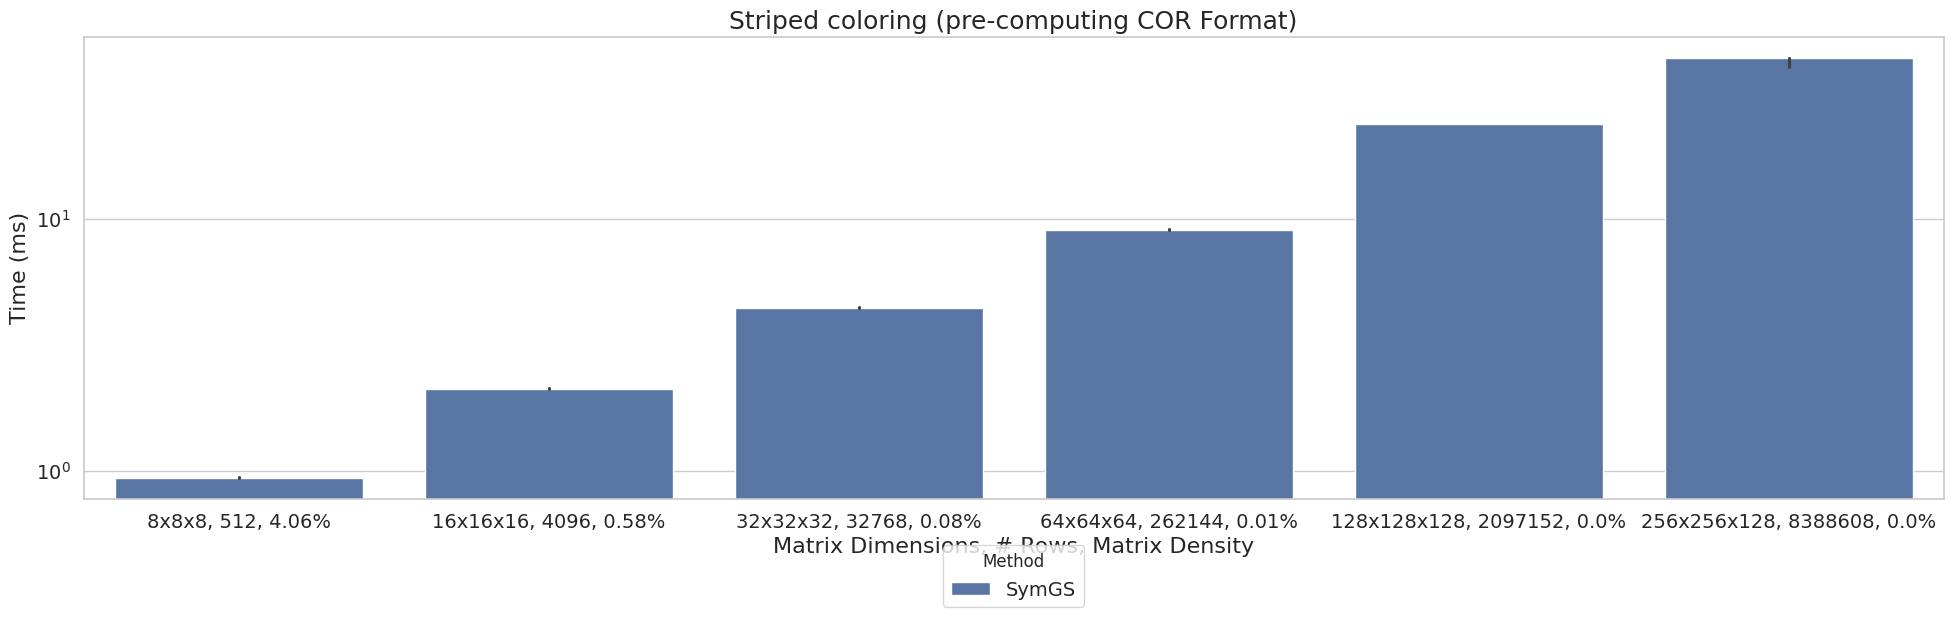 Striped coloring (pre-computing COR Format)
Time (ms)
10¹
10⁰
8x8x8, 512, 4.06%
16x16x16, 4096, 0.58%
32x32x32, 32768, 0.08%
64x64x64, 262144, 0.01%
128x128x128, 2097152, 0.0%
256x256x128, 8388608, 0.0%
Matrix Dimensions, # Rows, Matrix Density
Method
SymGS